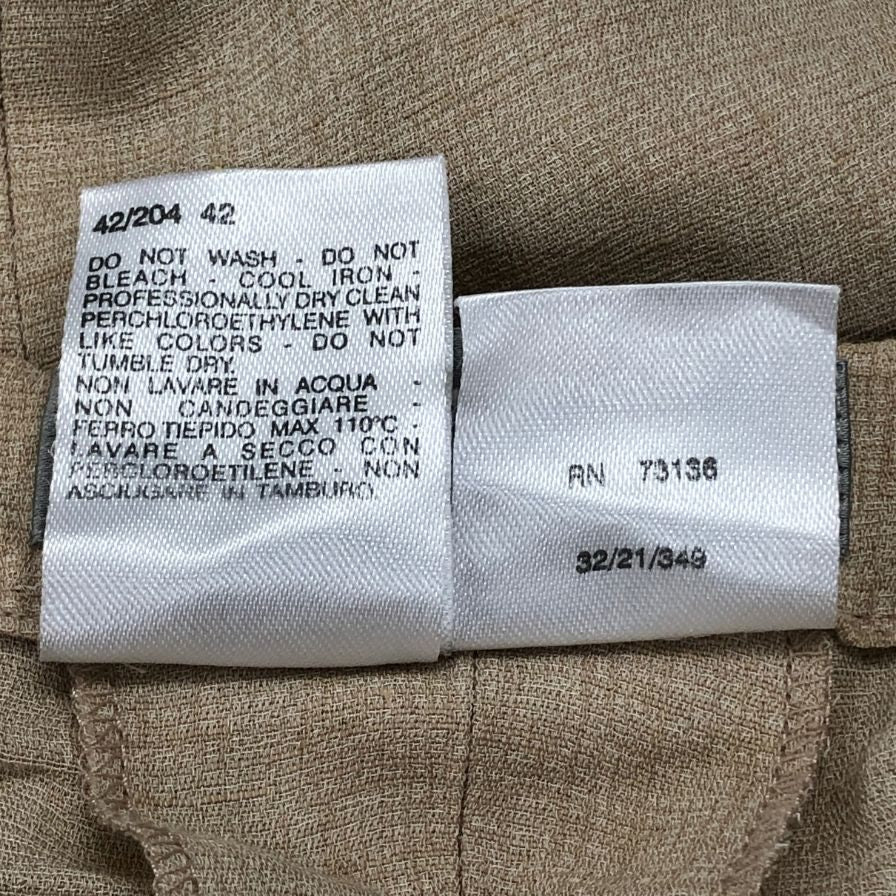 42/204 42
DO NOT WASH - DO NOT
BLEACH - COOL IRON -
PROFESSIONALLY DRY CLEAN
PERCHLOROETHYLENE WITH
LIKE COLORS - DO NOT
TUMBLE DRY.
NON LAVARE IN ACQUA -
NON CANDEGGIARE -
FERRO TIEPIDO MAX 110°C -
LAVARE A SECCO CON
PERCLOROETILENE - NON
ASCIUGARE IN TAMBURO.
RN 73136
32/21/349